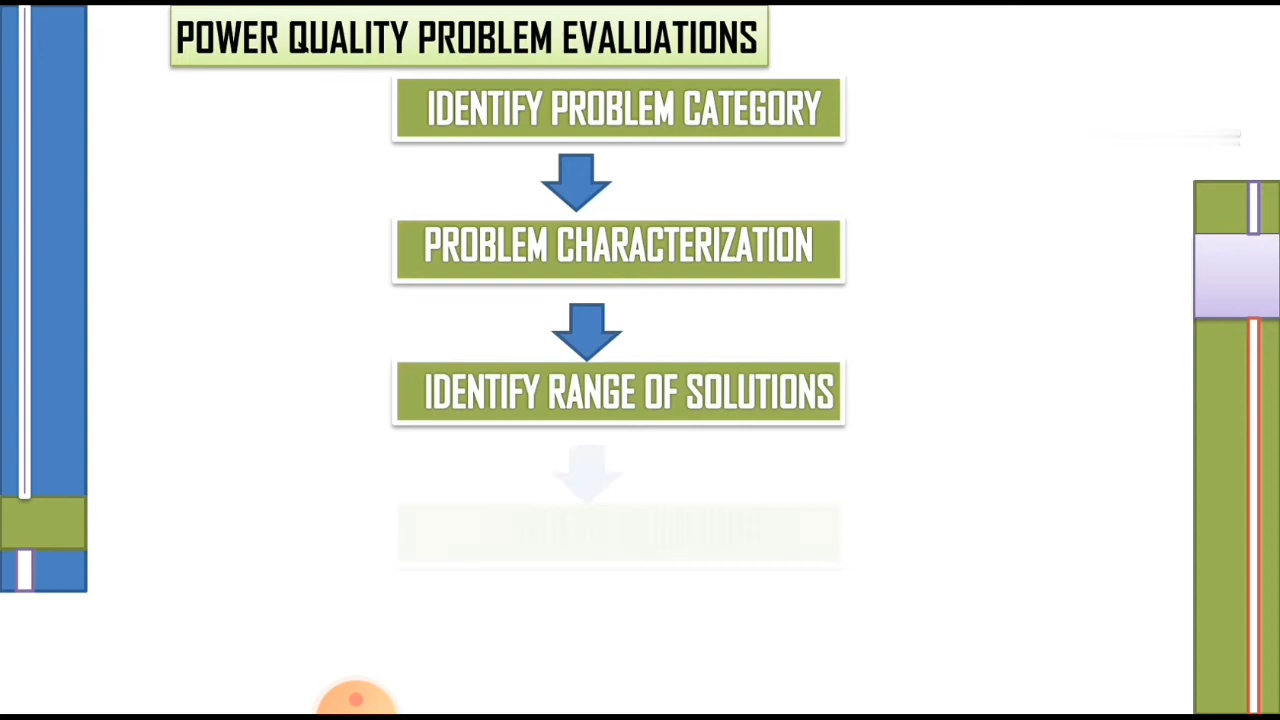 POWER QUALITY PROBLEM EVALUATIONS
IDENTIFY PROBLEM CATEGORY
PROBLEM CHARACTERIZATION
IDENTIFY RANGE OF SOLUTIONS